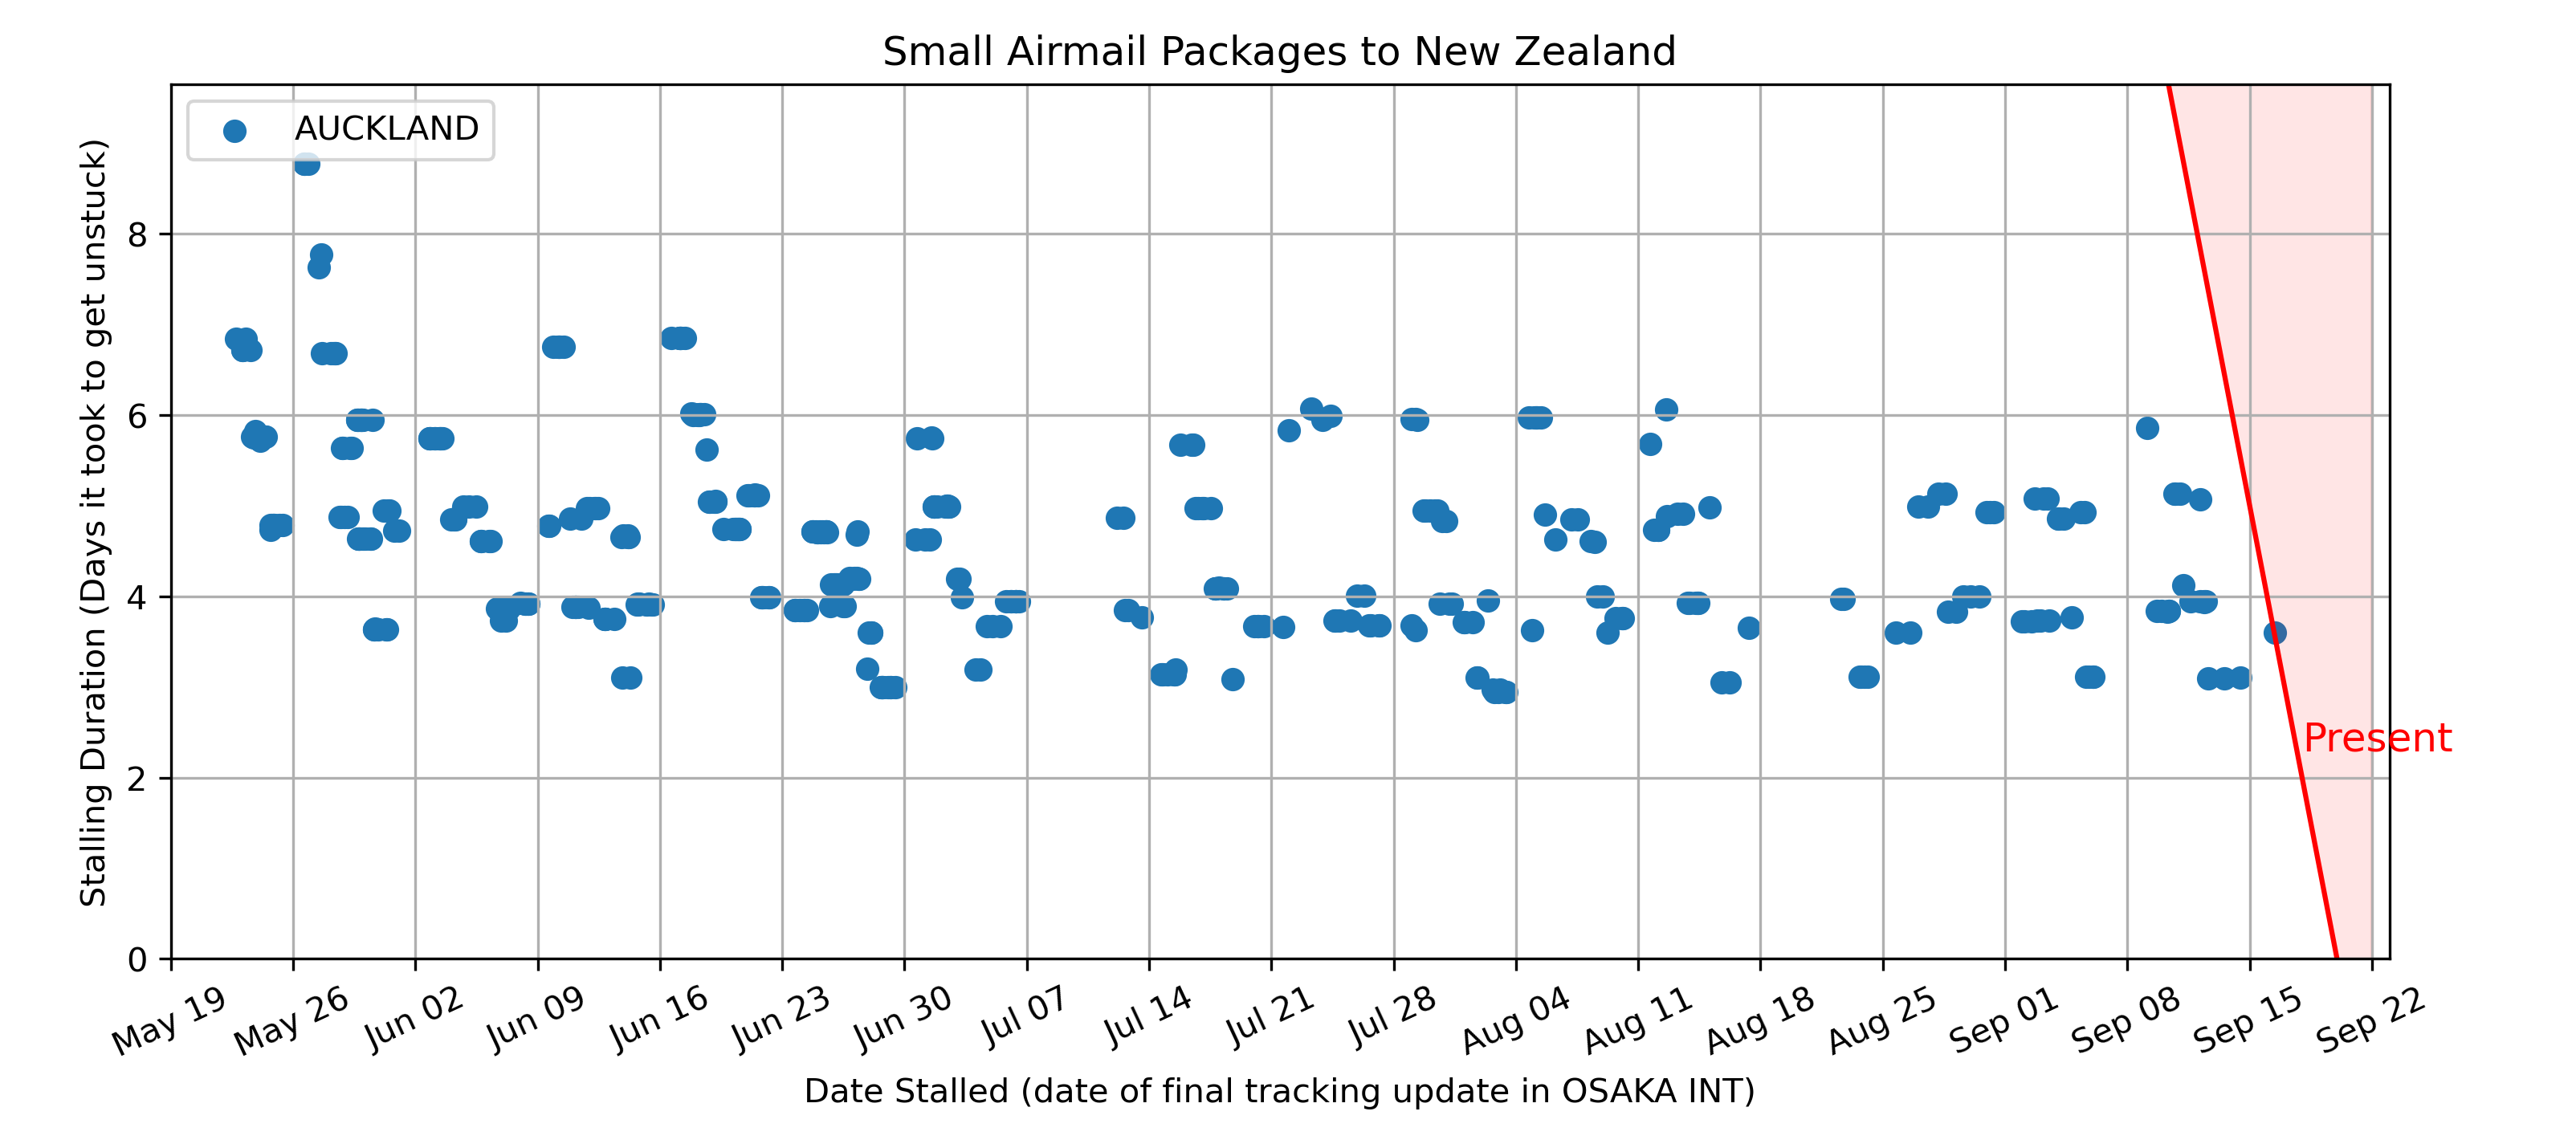 Small Airmail Packages to New Zealand
AUCKLAND
Stalling Duration (Days it took to get unstuck)
8
6
4
2
0
Present
May 19
May 26
Jun 02
Jun 09
Jun 16
Jun 23
Jun 30
Jul 07
Jul 14
Jul 21
Jul 28
Aug 04
Aug 11
Aug 18
Aug 25
Sep 01
Sep 08
Sep 15
Sep 22
Date Stalled (date of final tracking update in OSAKA INT)